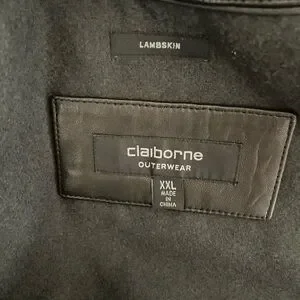 LAMBSKIN
claiborne
OUTERWEAR
XXL
MADE
IN
CHINA